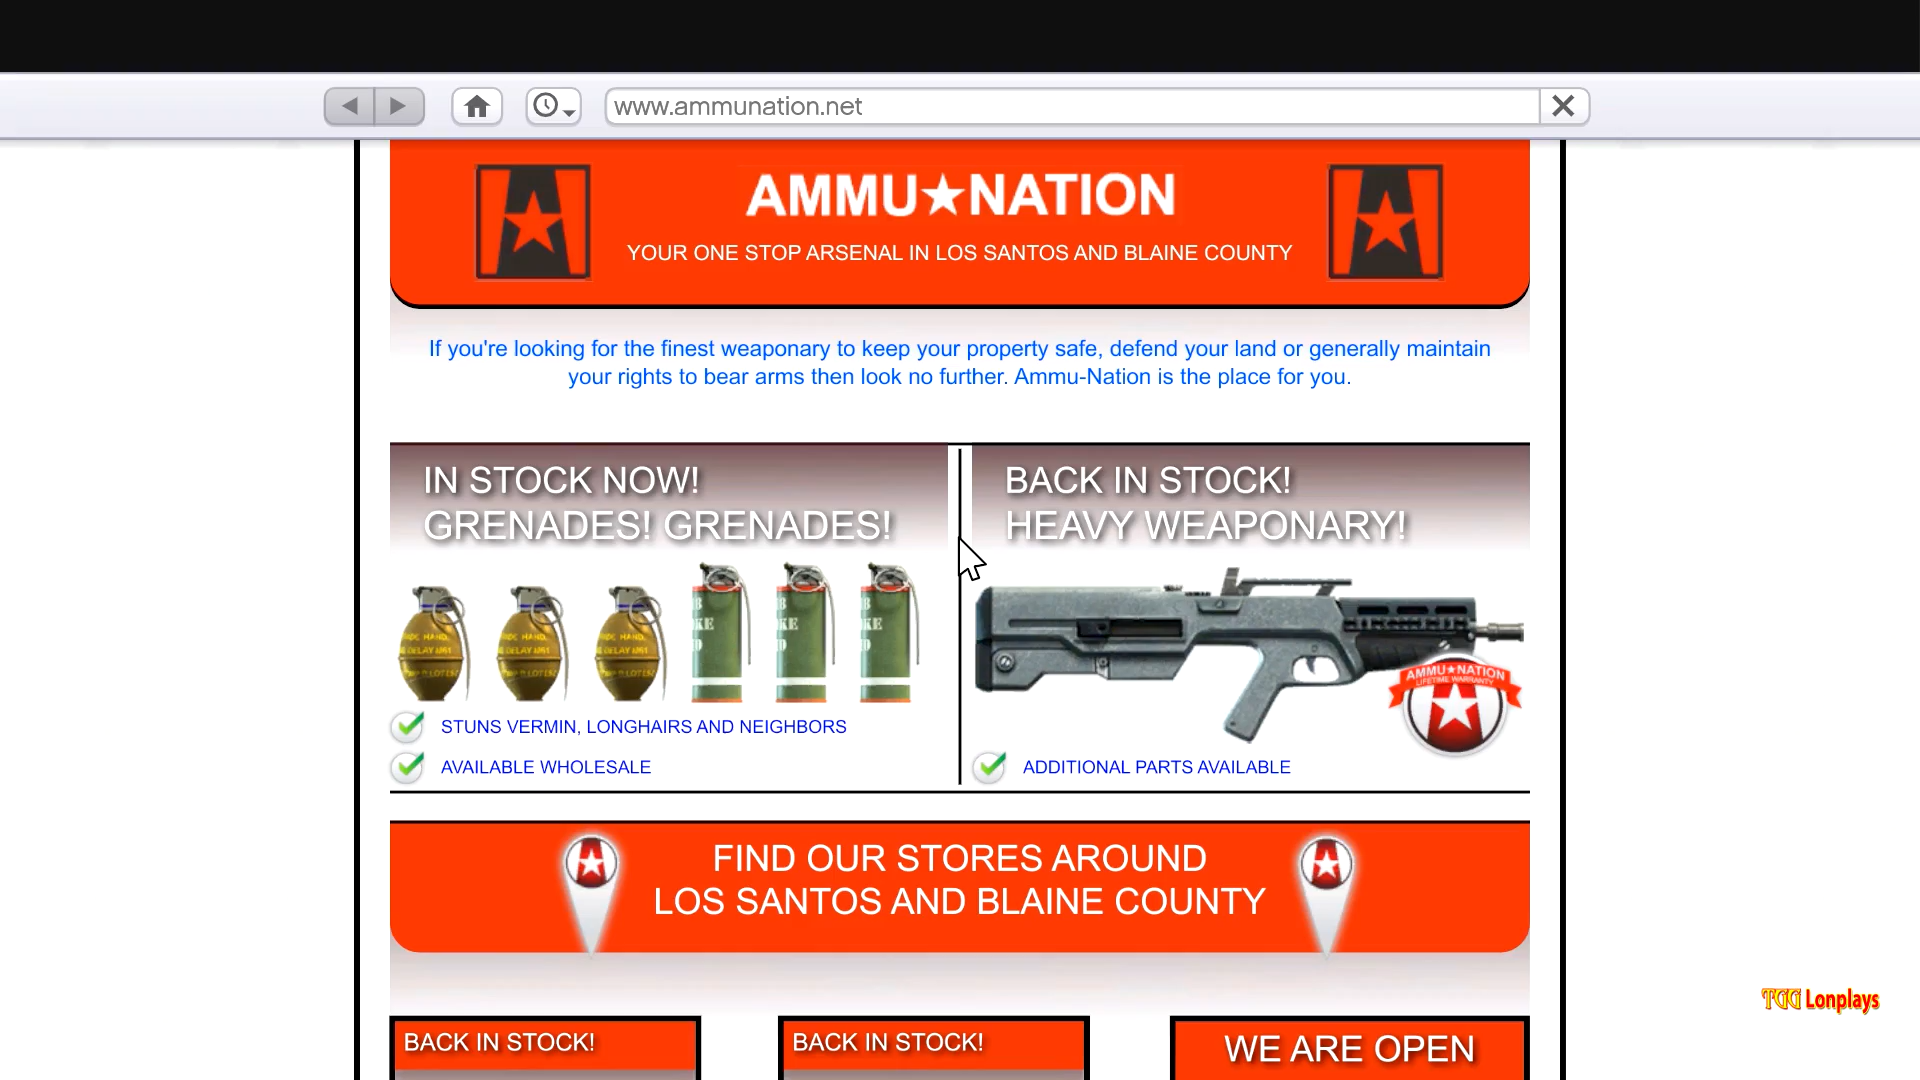 www.ammunation.net
AMMU★NATION
YOUR ONE STOP ARSENAL IN LOS SANTOS AND BLAINE COUNTY
If you're looking for the finest weaponary to keep your property safe, defend your land or generally maintain
your rights to bear arms then look no further. Ammu-Nation is the place for you.
IN STOCK NOW!
GRENADES! GRENADES!
STUNS VERMIN, LONGHAIRS AND NEIGHBORS
AVAILABLE WHOLESALE
BACK IN STOCK!
HEAVY WEAPONARY!
AMMU★NATION
LIFETIME WARRANTY
ADDITIONAL PARTS AVAILABLE
FIND OUR STORES AROUND
LOS SANTOS AND BLAINE COUNTY
BACK IN STOCK!
BACK IN STOCK!
WE ARE OPEN
TGG Lonplays